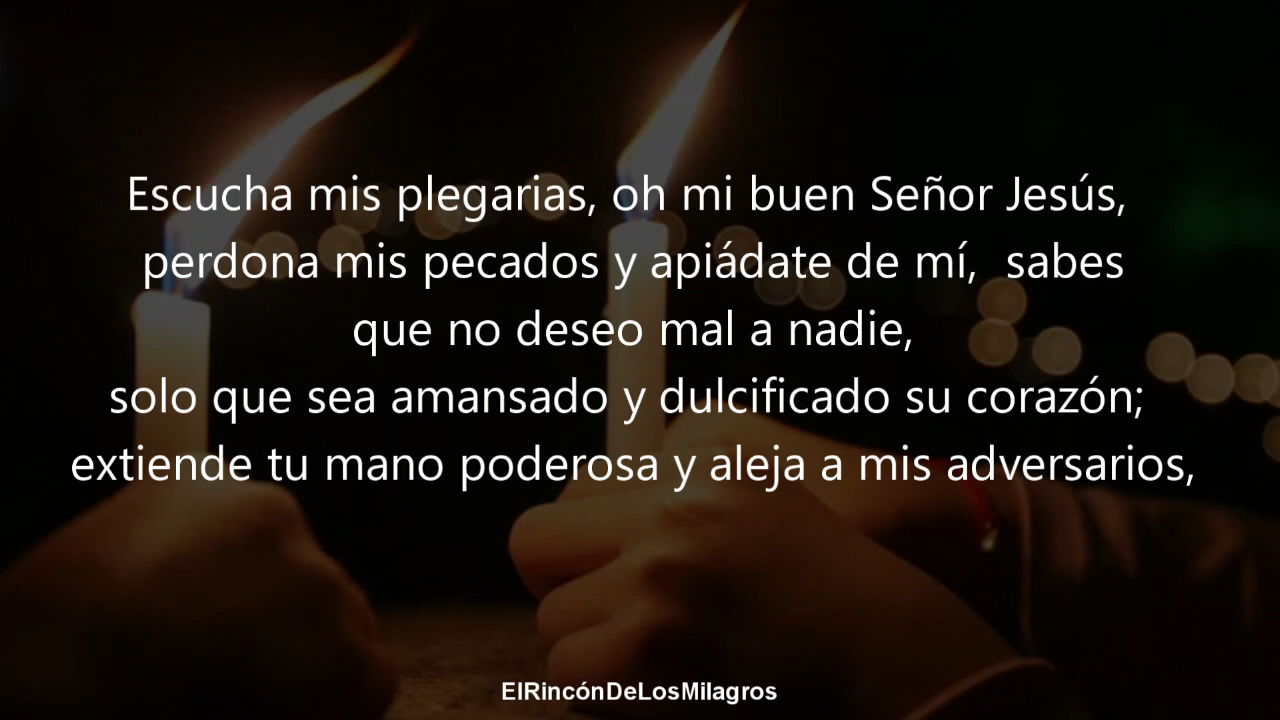 Escucha mis plegarias, oh mi buen Señor Jesús,
perdona mis pecados y apiádate de mí,  sabes
que no deseo mal a nadie,
solo que sea amansado y dulcificado su corazón;
extiende tu mano poderosa y aleja a mis adversarios,
ElRincónDeLosMilagros